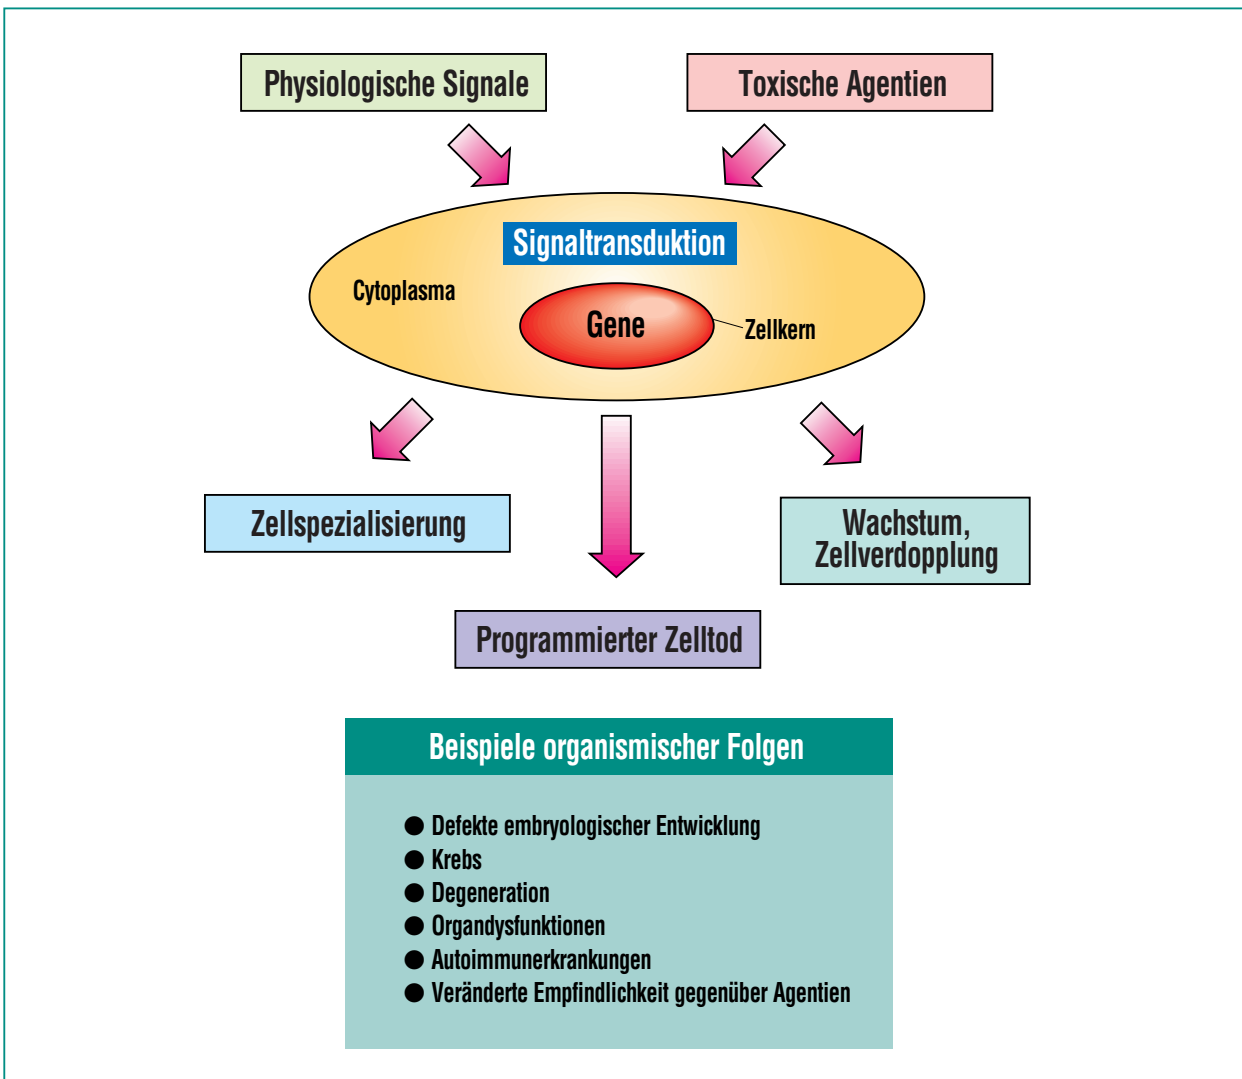 Physiologische Signale
Toxische Agentien
Signaltransduktion
Cytoplasma
Gene
Zellkern
Zellspezialisierung
Wachstum,
Zellverdopplung
Programmierter Zelltod
Beispiele organismischer Folgen
● Defekte embryologischer Entwicklung
● Krebs
● Degeneration
● Organdysfunktionen
● Autoimmunerkrankungen
● Veränderte Empfindlichkeit gegenüber Agentien